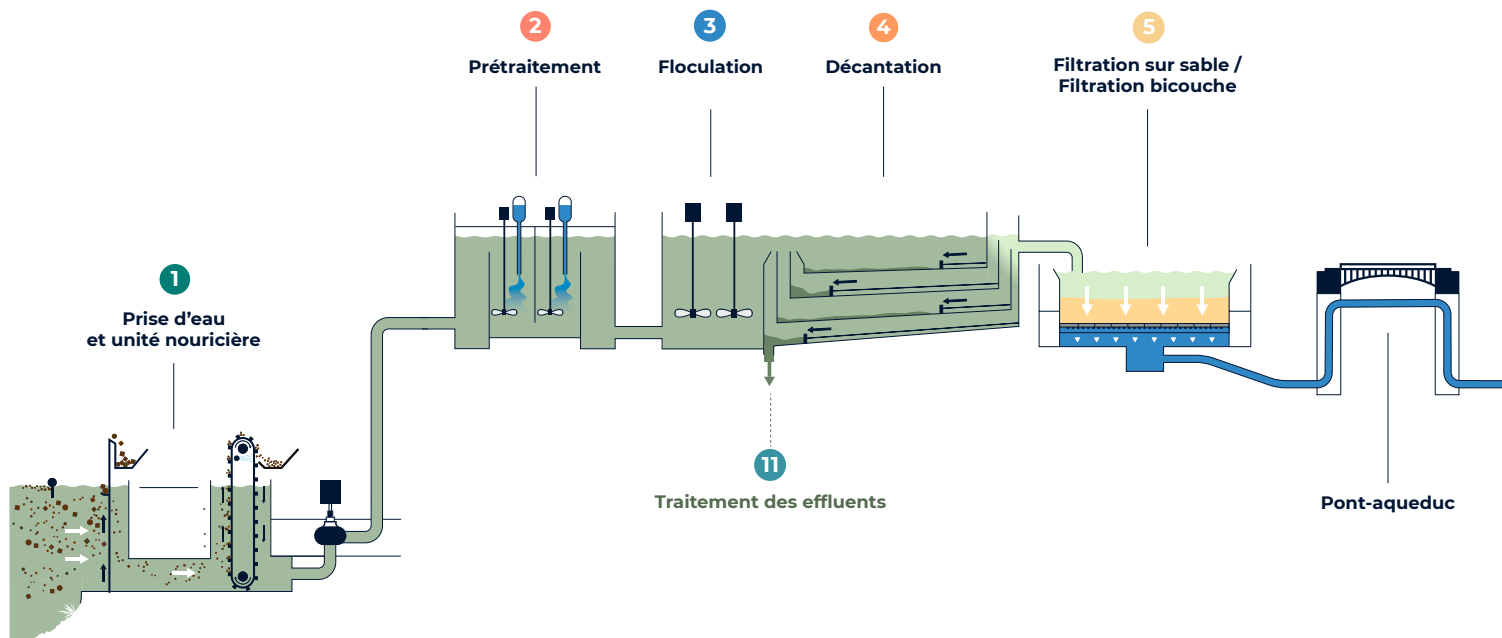 1
Prise d'eau
et unité nouricière
2
Prétraitement
3
Floculation
4
Décantation
5
Filtration sur sable /
Filtration bicouche
11
Traitement des effluents
Pont-aqueduc